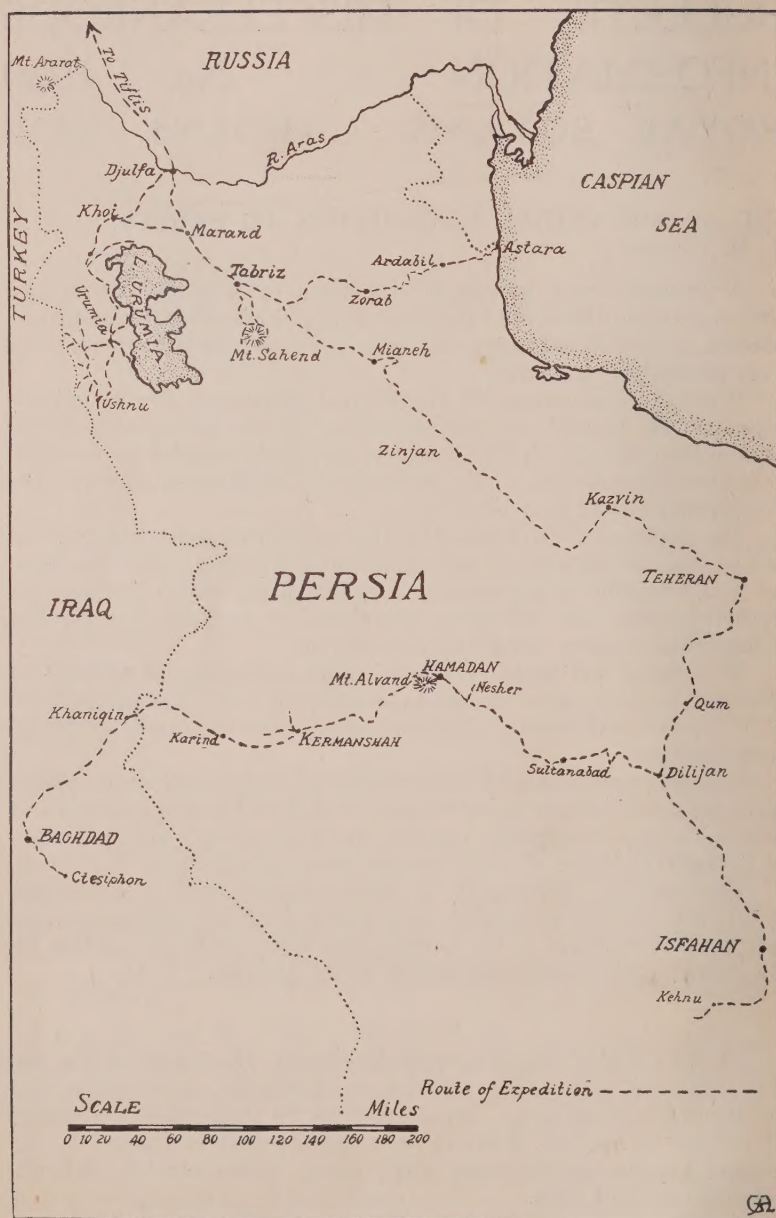 Mt. Ararat
To Tiflis
RUSSIA
R. Aras
Djulfa
CASPIAN
SEA
Khoi
Marand
TURKEY
Astara
Ardabil
Tabriz
Zorab
L. URUMIA
Urumia
Mt. Sahend
Mianeh
Ushnu
Zinjan
Kazvin
TEHERAN
PERSIA
IRAQ
HAMADAN
Mt. Alvand
Nesher
Qum
Khaniqin
Karind
KERMANSHAH
Sultanabad
Dilijan
BAGHDAD
Ctesiphon
ISFAHAN
Kehnu
Route of Expedition
SCALE Miles
0 10 20 40 60 80 100 120 140 160 180 200